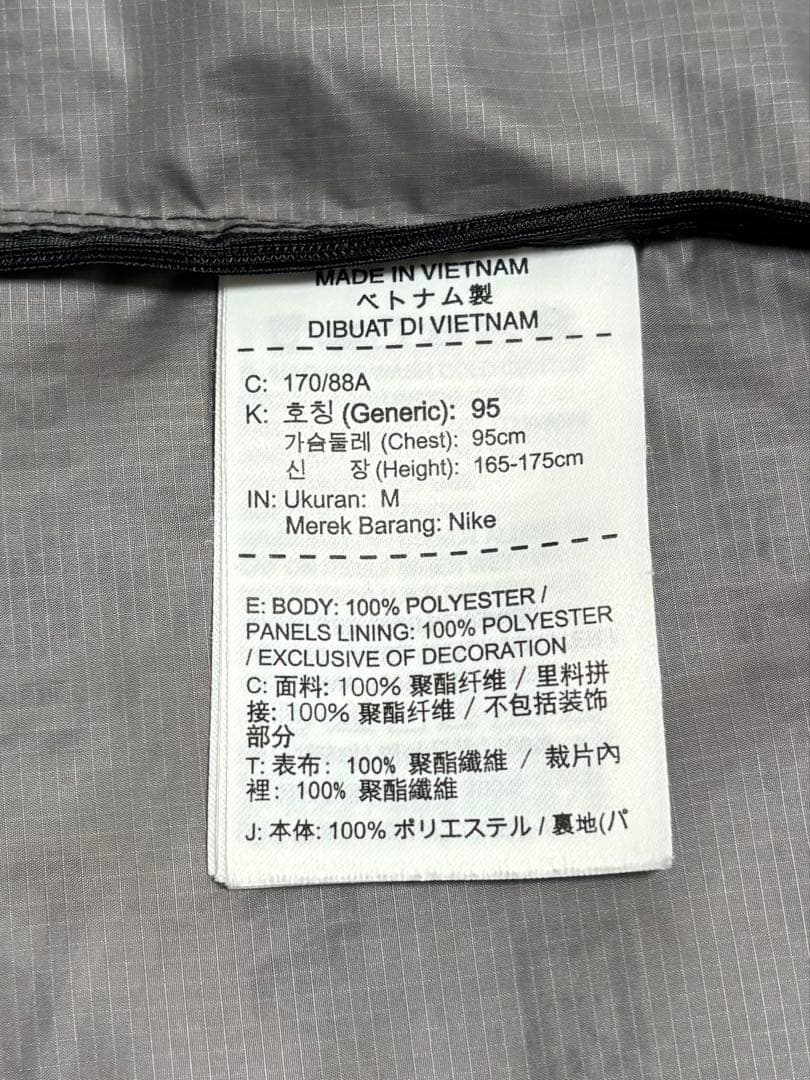 MADE IN VIETNAM
ベトナム製
DIBUAT DI VIETNAM
C: 170/88A
K: 호칭 (Generic): 95
가슴둘레 (Chest): 95cm
신 장 (Height): 165-175cm
IN: Ukuran: M
Merek Barang: Nike
E: BODY: 100% POLYESTER /
PANELS LINING: 100% POLYESTER
/ EXCLUSIVE OF DECORATION
C: 面料: 100% 聚酯纤维 / 里料拼
接: 100% 聚酯纤维 / 不包括装饰
部分
T: 表布: 100% 聚酯纖維 / 裁片內
裡: 100% 聚酯纖維
J: 本体: 100% ポリエステル / 裏地(パ